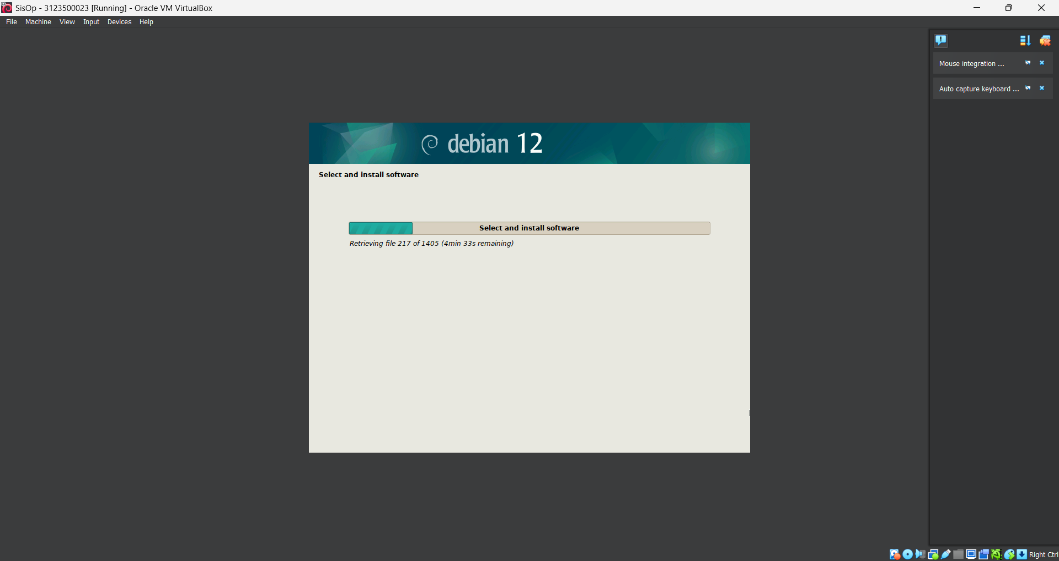 SisOp - 3123500023 [Running] - Oracle VM VirtualBox
File Machine View Input Devices Help
Mouse integration ...
Auto capture keyboard ...
debian 12
Select and install software
Select and install software
Retrieving file 217 of 1405 (4min 33s remaining)
Right Ctrl